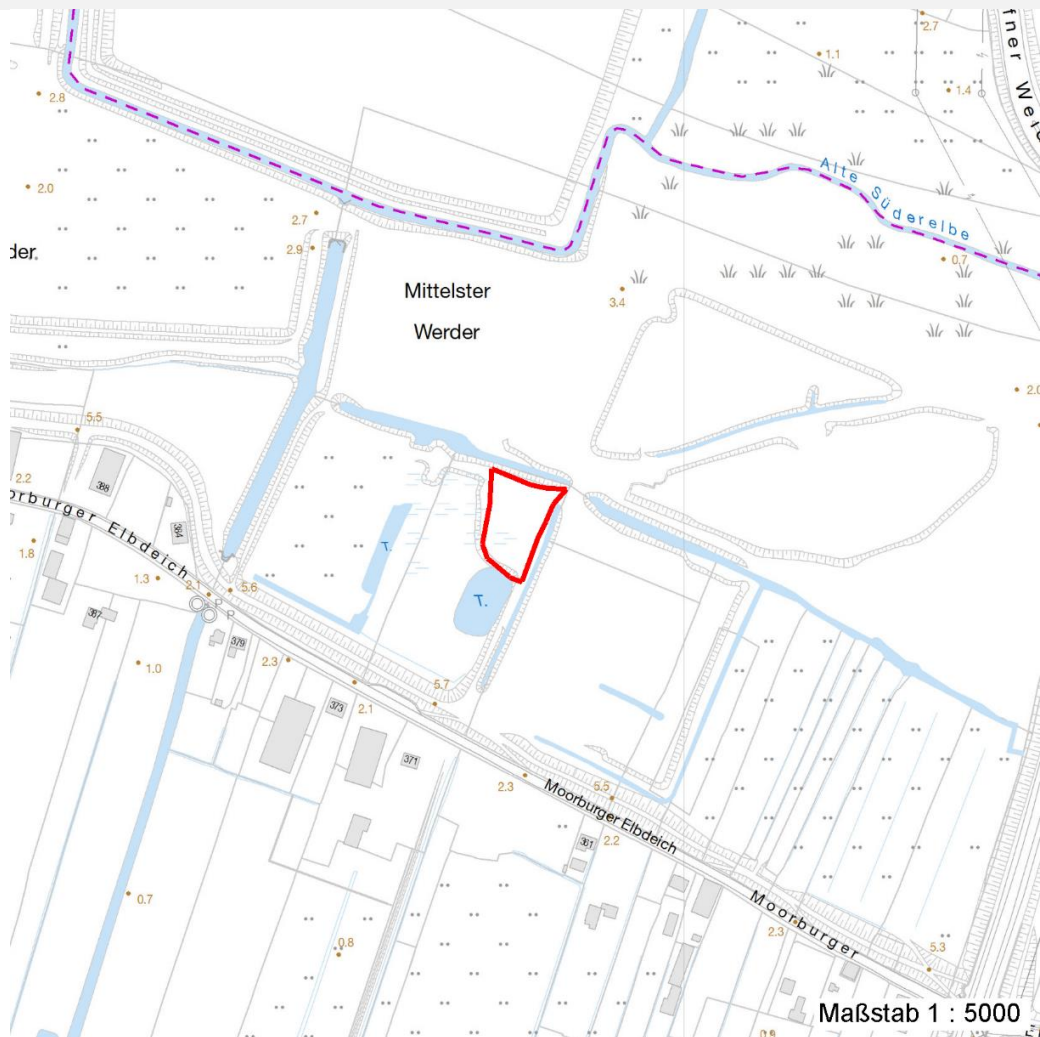 2.7
1.1
1.4
2.8
Alte Süderelbe
2.0
2.7
2.9
0.7
der.
Mittelster
Werder
3.4
2.0
5.5
2.2
388
orburger Elbdeich
384
1.8
T.
1.3
2.1
5.6
T.
P
P
387
379
1.0
2.3
5.7
2.1
373
371
2.3
Moorburger Elbdeich
5.5
2.2
381
0.7
Moorburger
2.3
0.8
5.3
Maßstab 1 : 5000